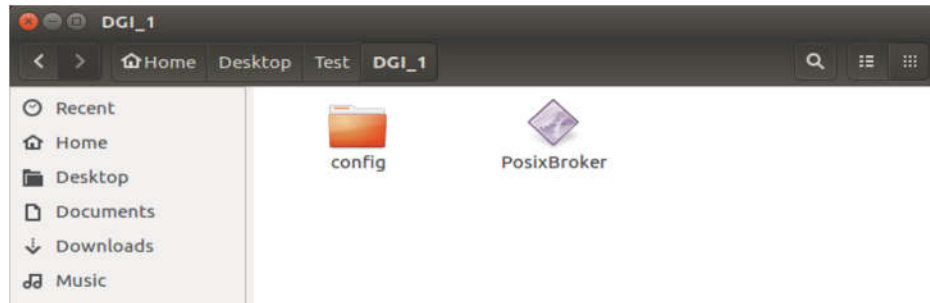 DGI_1
Home Desktop Test DGI_1
Recent
Home
Desktop
Documents
Downloads
Music
config
PosixBroker